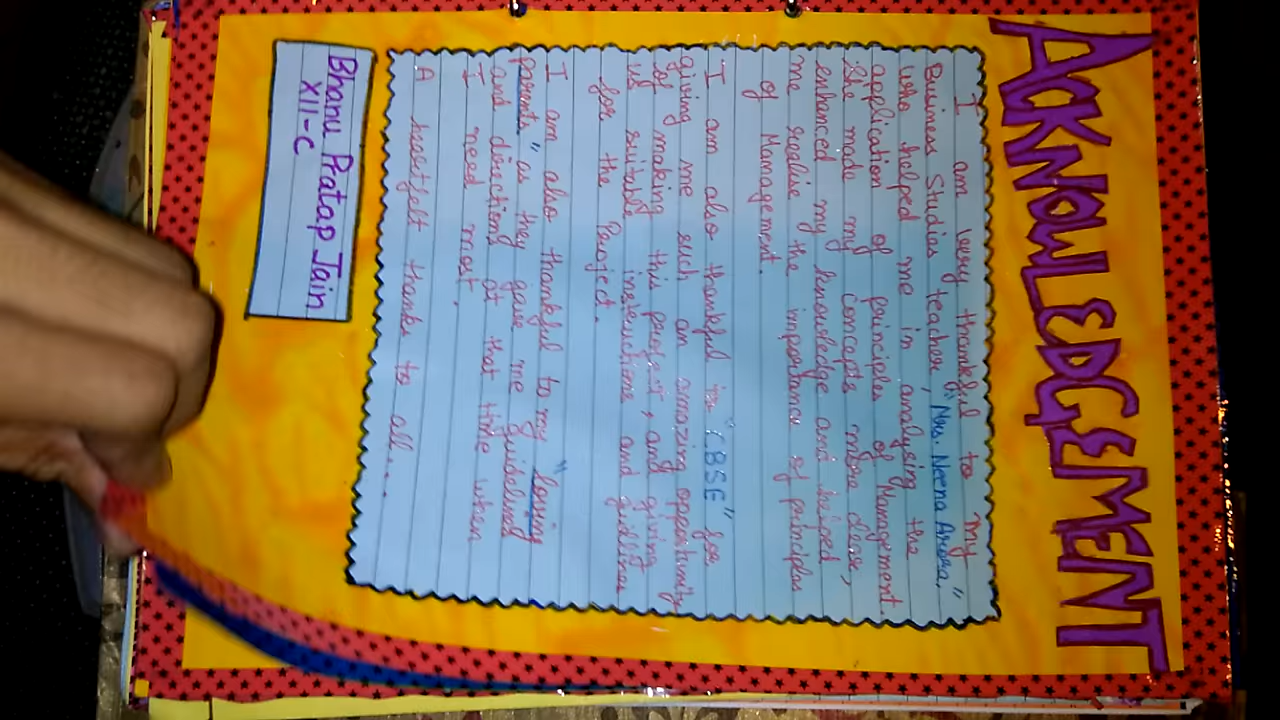 ACKNOWLEDGEMENT
I am very thankful to my
Business Studies teacher, "Mrs. Neena Arora."
who helped me in analysing the
application of principles of Management.
She made my concepts more clear,
enhanced my knowledge and helped
me realise my the importance of principles
of Management.
I am also thankful in "CBSE" for
giving me such an amazing opportunity
of making this project, and giving
us suitable instructions and guidlines
for the Project.
I am also thankful to my "loving
parents" as they gave me guidelines
and directions at that time when
I need most.
A heartfelt thanks to all....
Bhanu Pratap Jain
XII-C